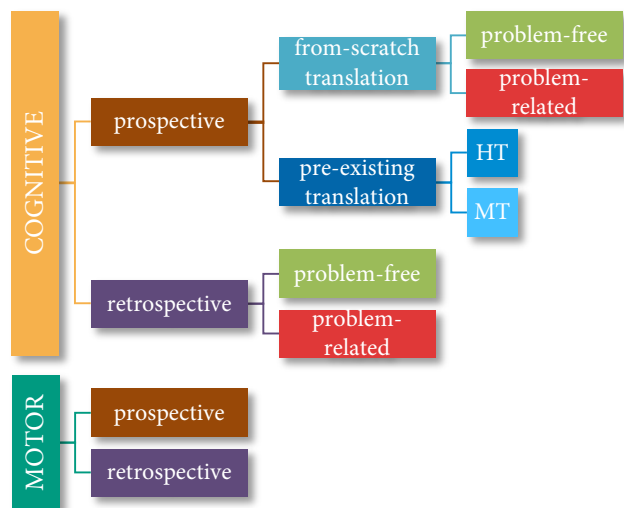 COGNITIVE
prospective
from-scratch
translation
problem-free
problem-
related
pre-existing
translation
HT
MT
retrospective
problem-free
problem-
related
MOTOR
prospective
retrospective